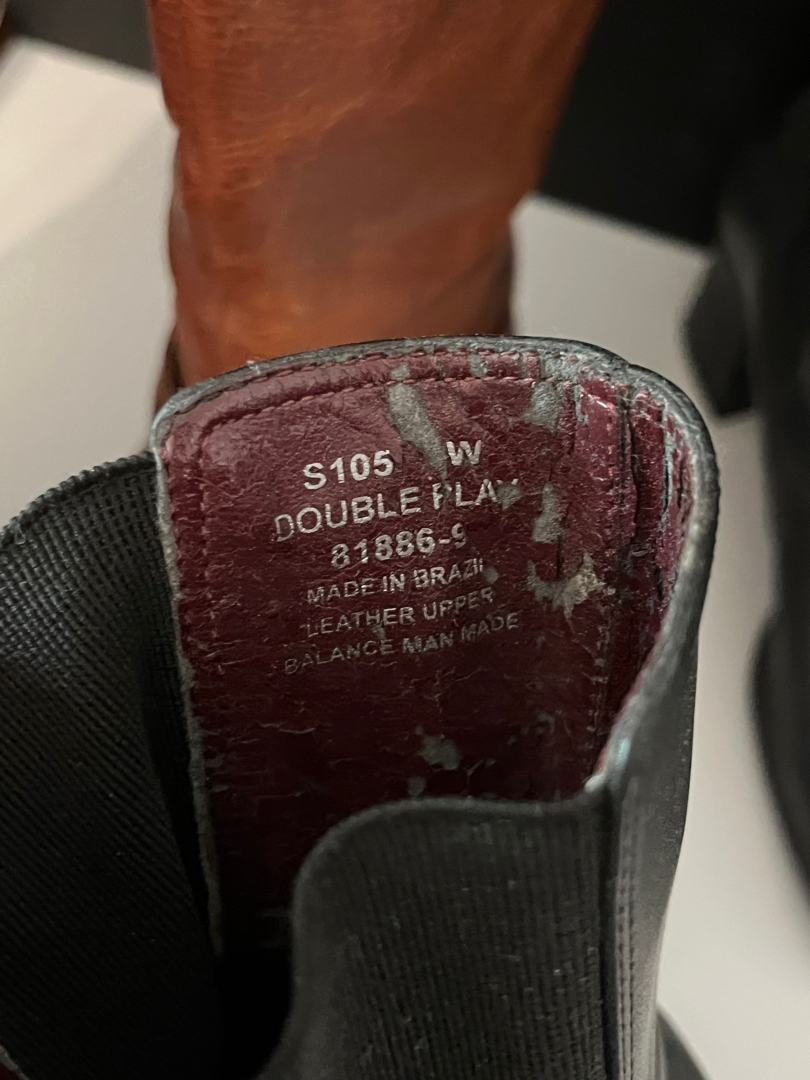 S105 W
DOUBLE PLAY
81886-9
MADE IN BRAZIL
LEATHER UPPER
BALANCE MAN MADE